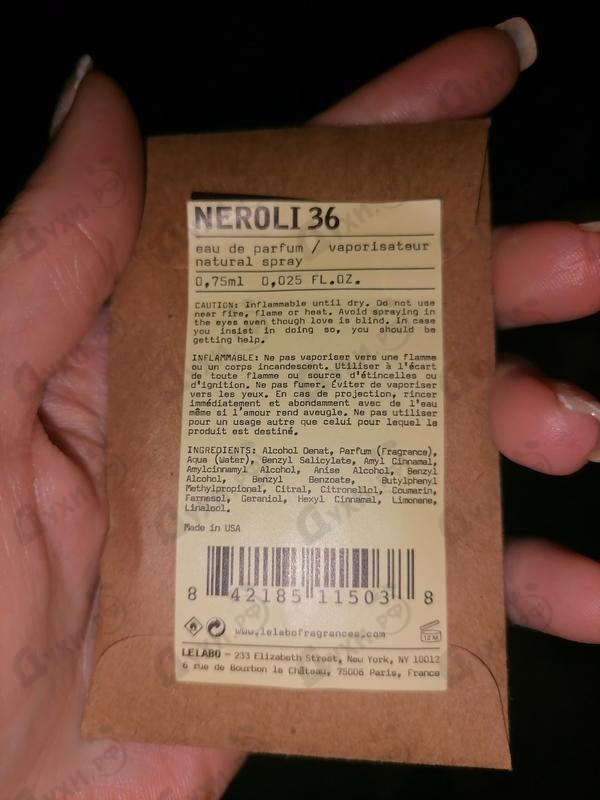 NEROLI 36
eau de parfum / vaporisateur
natural spray
0,75ml 0,025 FL.OZ.
CAUTION: Inflammable until dry. Do not use
near fire, flame or heat. Avoid spraying in
the eyes even though love is blind. In case
you insist in doing so, you should be
getting help.
INFLAMMABLE: Ne pas vaporiser vers une flamme
ou un corps incandescent. Utiliser à l'écart
de toute flamme ou source d'étincelles ou
d'ignition. Ne pas fumer. Éviter de vaporiser
vers les yeux. En cas de projection, rincer
immédiatement et abondamment avec de l'eau
même si l'amour rend aveugle. Ne pas utiliser
pour un usage autre que celui pour lequel le
produit est destiné.
INGREDIENTS: Alcohol Denat, Parfum (Fragrance),
Aqua (Water), Benzyl Salicylate, Amyl Cinnamal,
Amylcinnamyl Alcohol, Anise Alcohol, Benzyl
Alcohol, Benzyl Benzoate, Butylphenyl
Methylpropional, Citral, Citronellol, Coumarin,
Farnesol, Geraniol, Hexyl Cinnamal, Limonene,
Linalool.
Made in USA
8 42185 11503 8
www.lelabofragrances.com
12 M
LELABO – 233 Elizabeth Street, New York, NY 10012
6 rue de Bourbon le Château, 75006 Paris, France